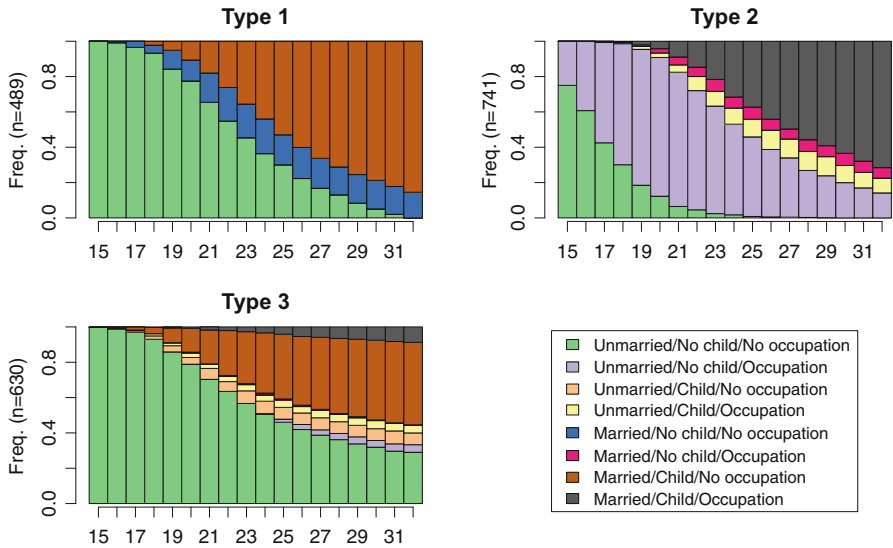 Type 1
Freq. (n=489)
0.0 0.4 0.8
15 17 19 21 23 25 27 29 31
Type 2
Freq. (n=741)
0.0 0.4 0.8
15 17 19 21 23 25 27 29 31
Type 3
Freq. (n=630)
0.0 0.4 0.8
15 17 19 21 23 25 27 29 31
Unmarried/No child/No occupation
Unmarried/No child/Occupation
Unmarried/Child/No occupation
Unmarried/Child/Occupation
Married/No child/No occupation
Married/No child/Occupation
Married/Child/No occupation
Married/Child/Occupation